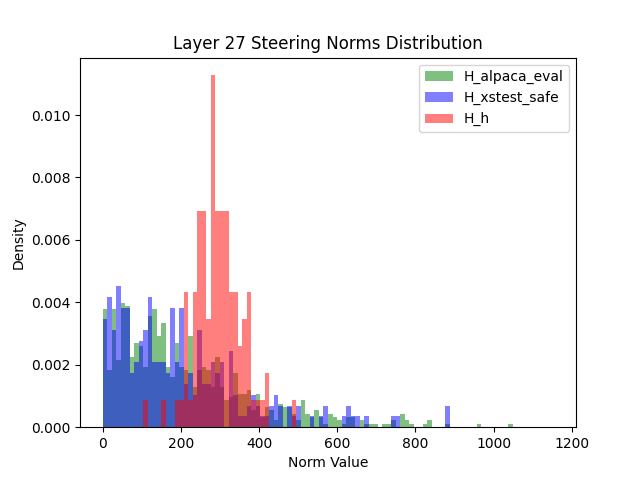 Layer 27 Steering Norms Distribution
H_alpaca_eval
H_xstest_safe
H_h
0.010
0.008
0.006
0.004
0.002
0.000
Density
0 200 400 600 800 1000 1200
Norm Value